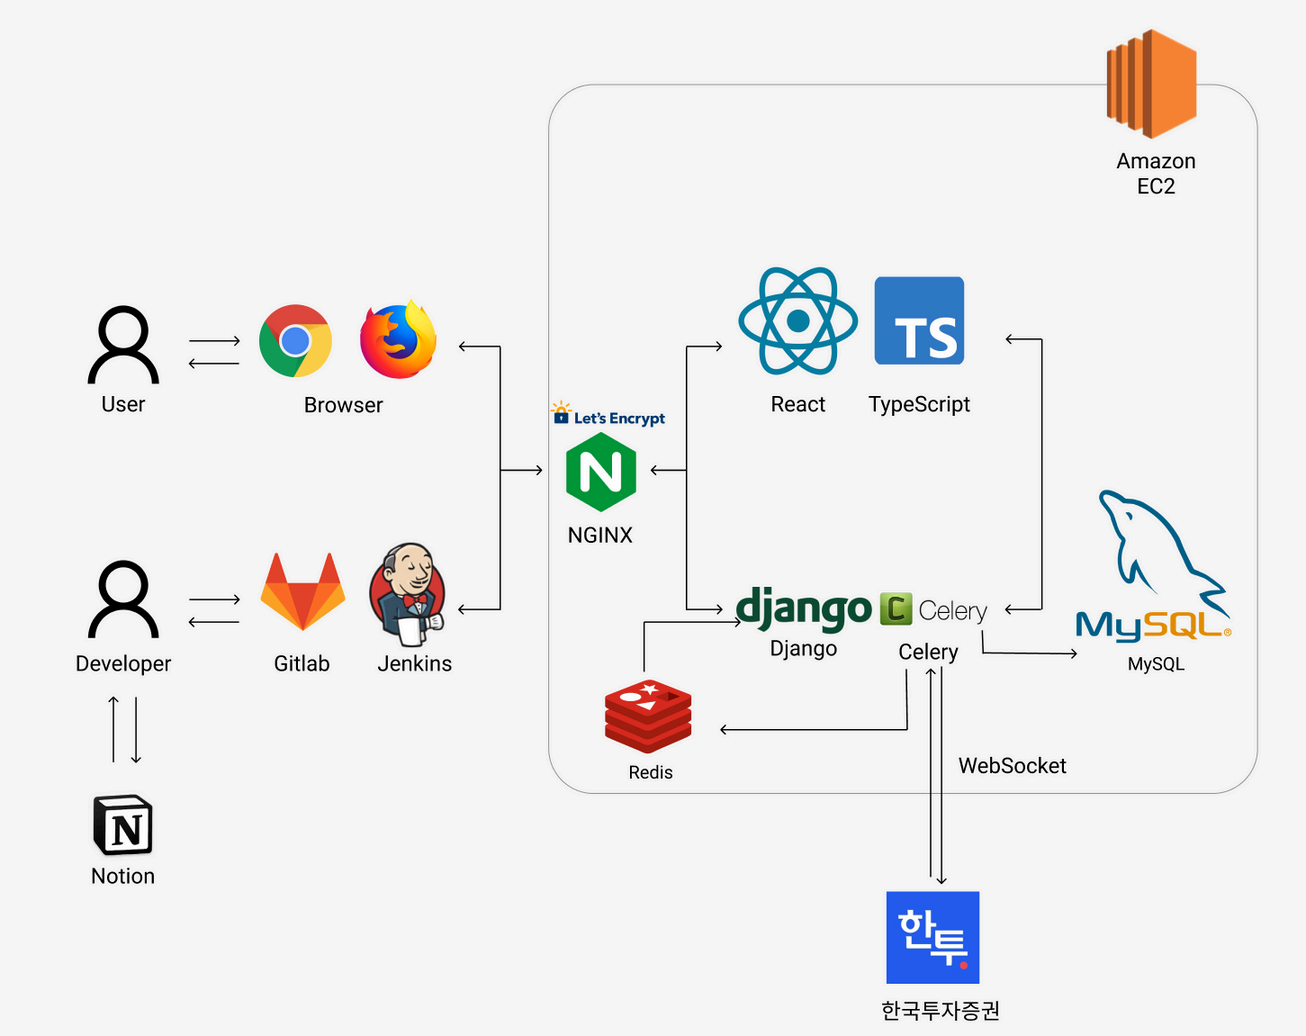 Amazon
EC2
TS
User
Browser
React
TypeScript
Let's Encrypt
N
NGINX
django
C
Celery
MySQL®
Developer
Gitlab
Jenkins
Django
Celery
MySQL
Redis
WebSocket
N
Notion
한
투
한국투자증권